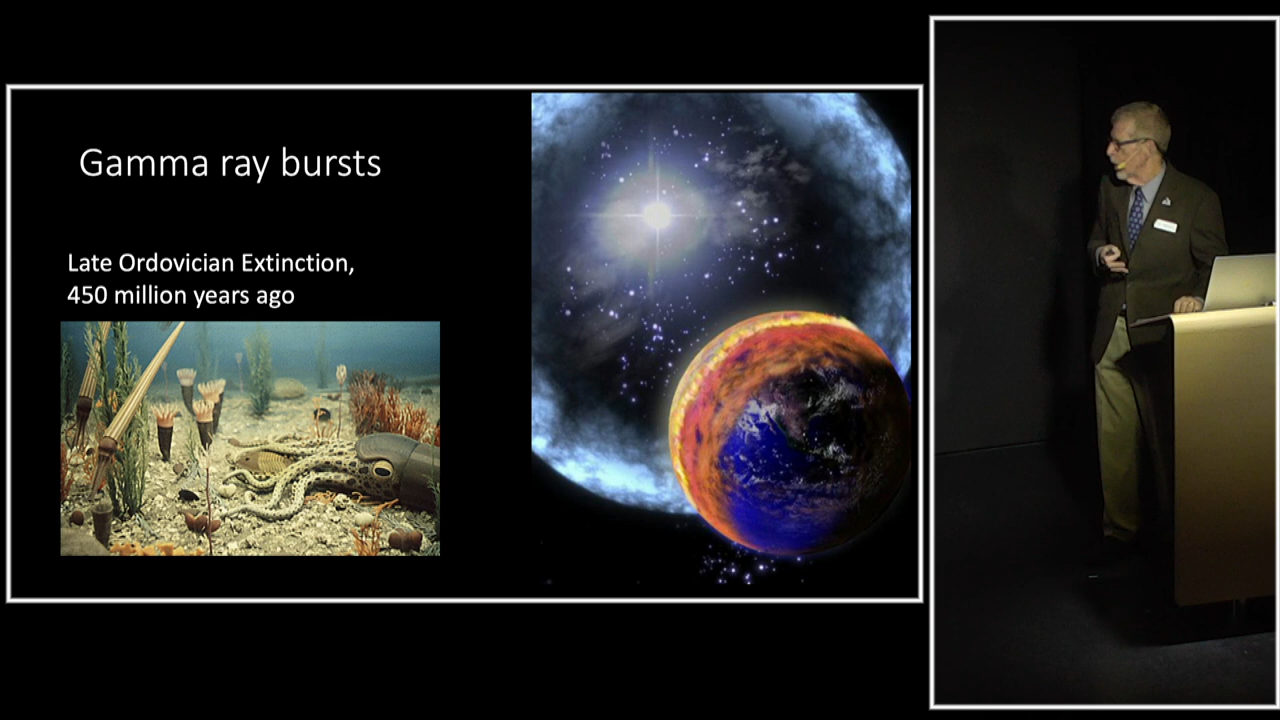 Gamma ray bursts
Late Ordovician Extinction,
450 million years ago